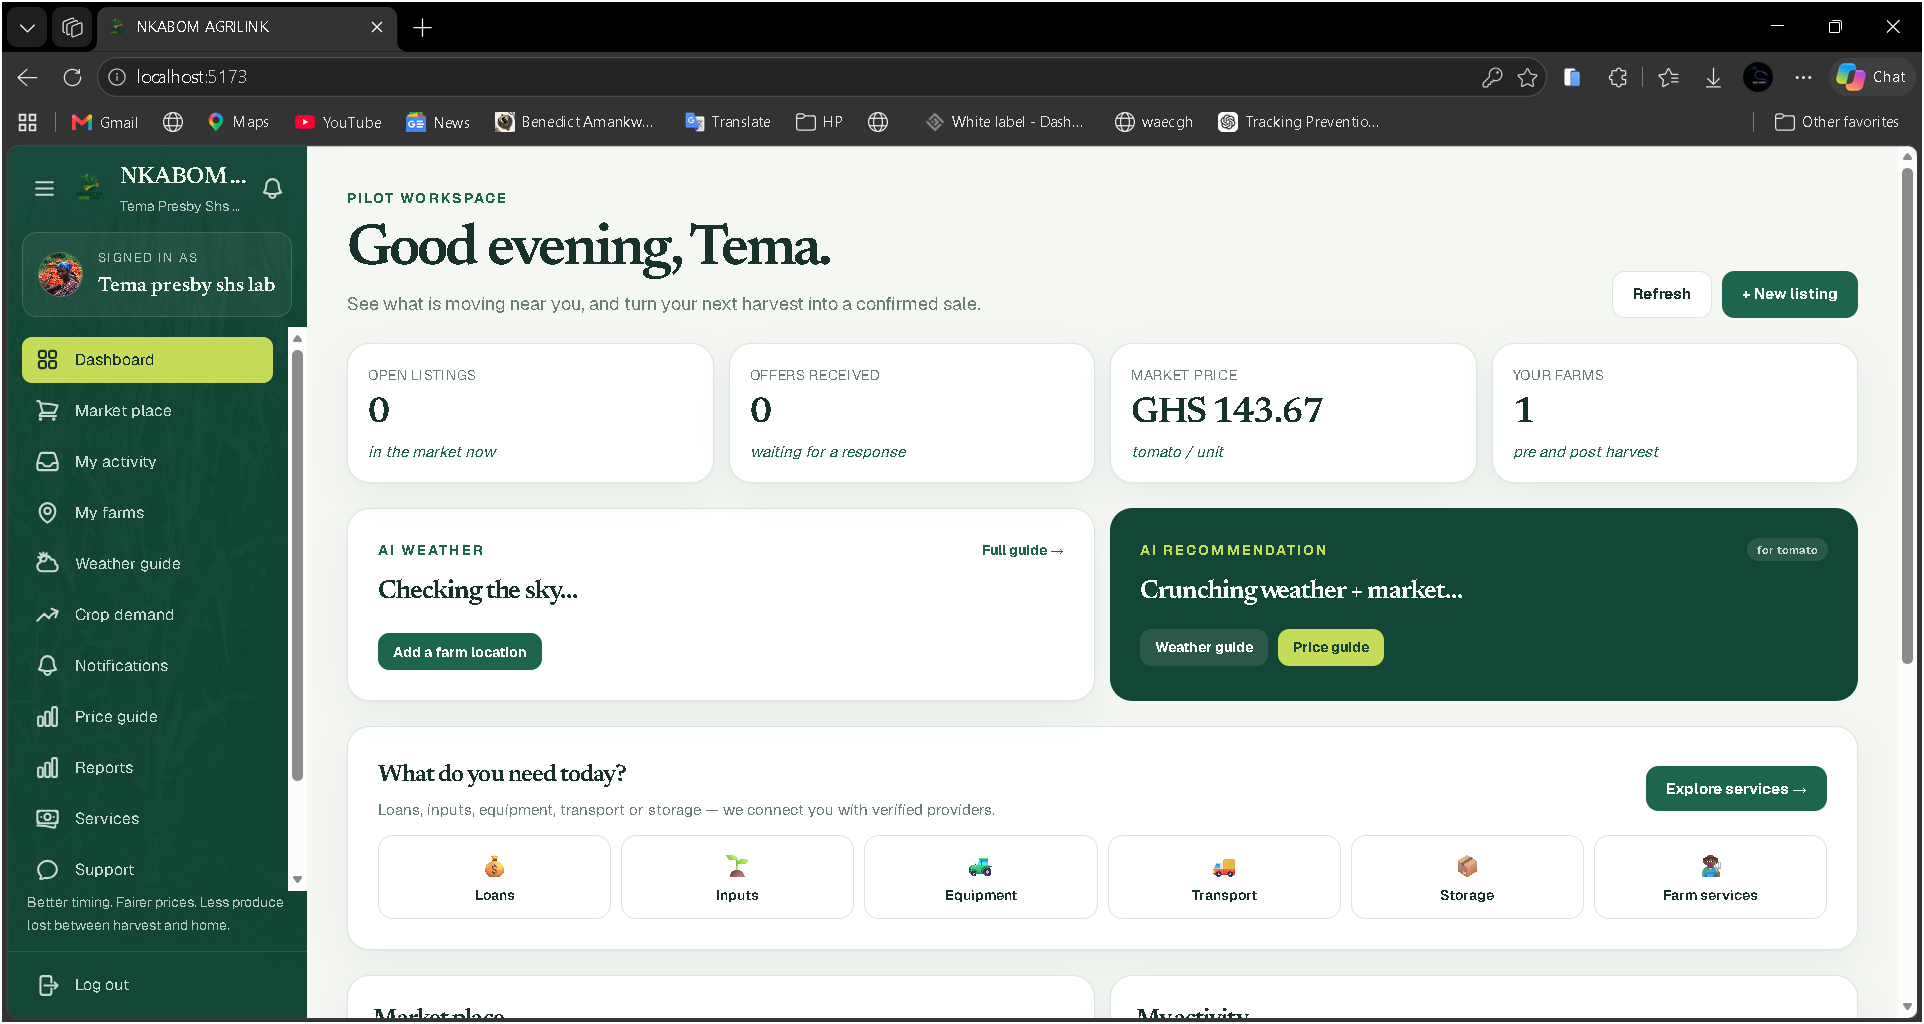 NKABOM AGRILINK
localhost:5173
Chat
Gmail
Maps
YouTube
News
Benedict Amankw...
Translate
HP
White label - Dash...
waecgh
Tracking Preventio...
Other favorites
NKABOM...
Tema Presby Shs ...
SIGNED IN AS
Tema presby shs lab
Dashboard
Market place
My activity
My farms
Weather guide
Crop demand
Notifications
Price guide
Reports
Services
Support
Better timing. Fairer prices. Less produce
lost between harvest and home.
Log out
PILOT WORKSPACE
Good evening, Tema.
See what is moving near you, and turn your next harvest into a confirmed sale.
Refresh
+ New listing
OPEN LISTINGS
0
in the market now
OFFERS RECEIVED
0
waiting for a response
MARKET PRICE
GHS 143.67
tomato / unit
YOUR FARMS
1
pre and post harvest
AI WEATHER
Full guide →
Checking the sky...
Add a farm location
AI RECOMMENDATION
for tomato
Crunching weather + market...
Weather guide
Price guide
What do you need today?
Loans, inputs, equipment, transport or storage — we connect you with verified providers.
Explore services →
Loans
Inputs
Equipment
Transport
Storage
Farm services
Market place
My activity